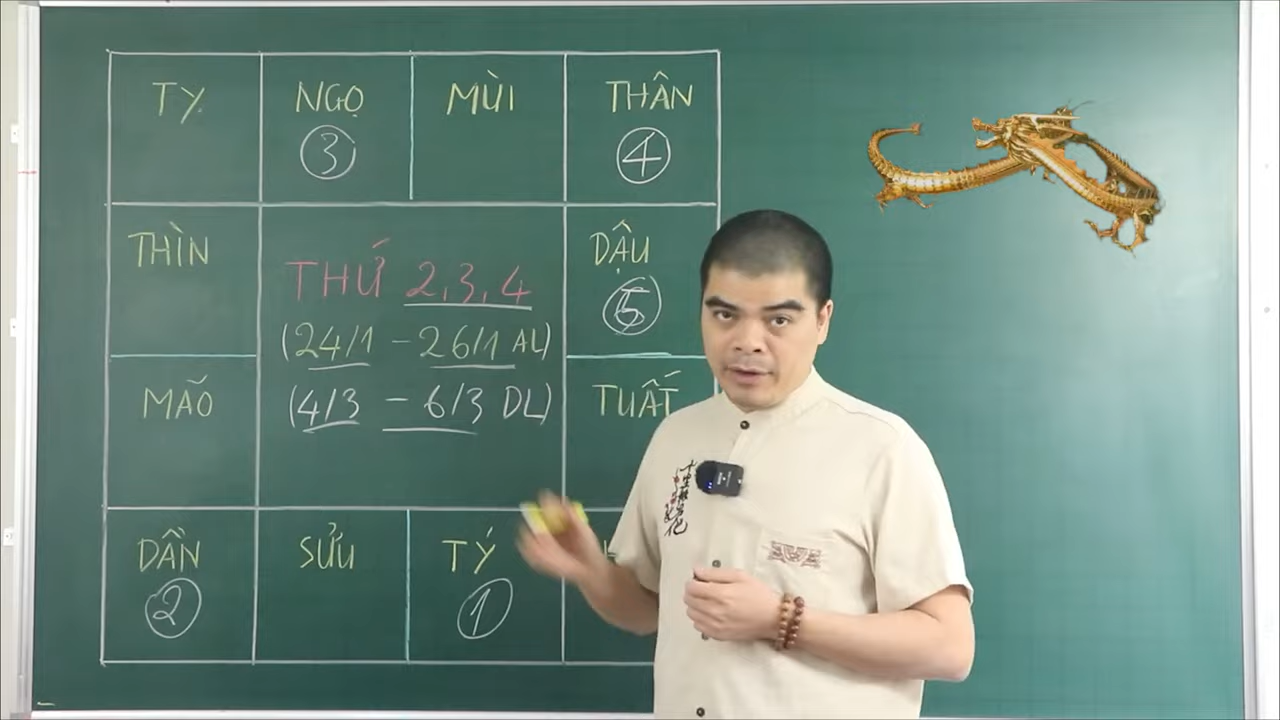 TỴ
NGỌ
MÙI
THÂN
3
4
THÌN
DẬU
5
THỨ 2,3,4
(24/1 - 26/1 AL)
(4/3 - 6/3 DL)
MÃO
TUẤT
DẦN
SỬU
TÝ
2
1